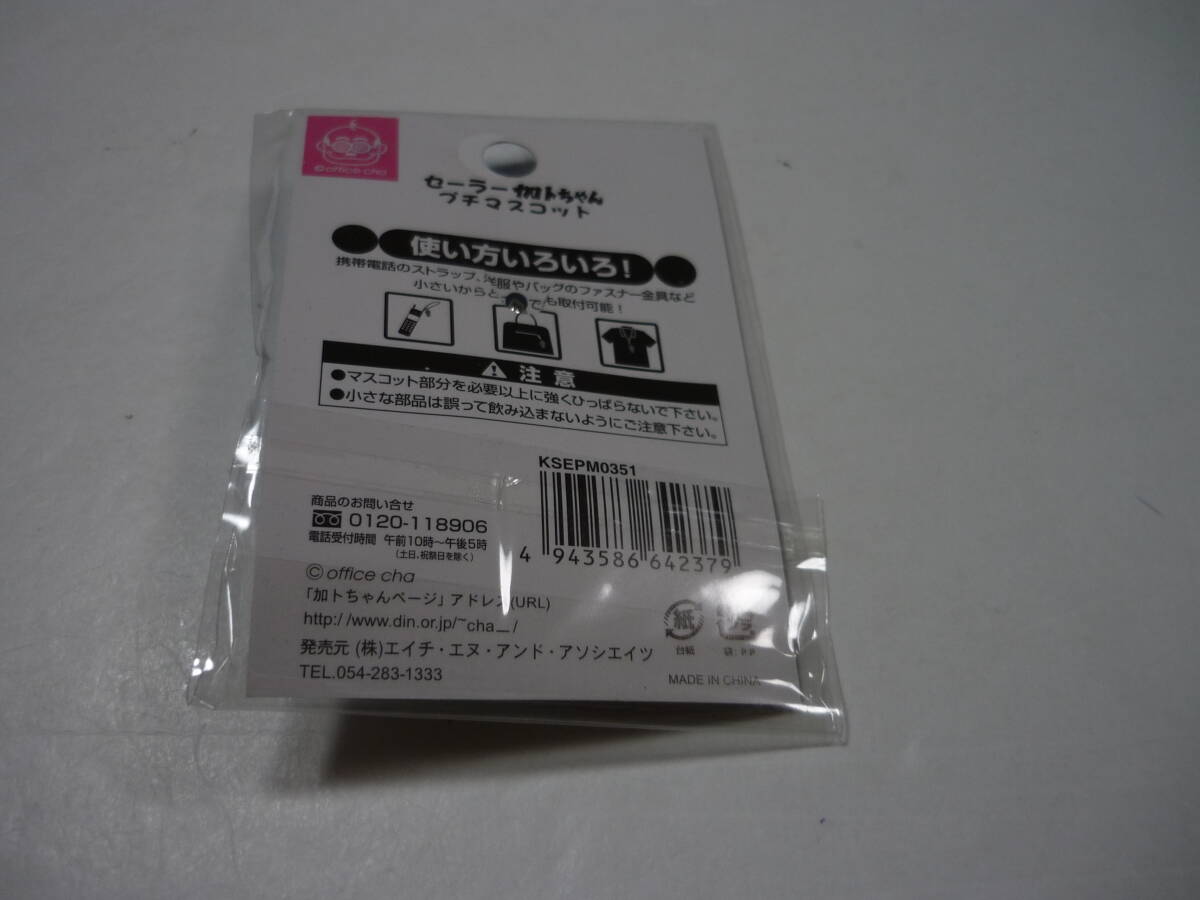 ©office cha
セーラー加トちゃん
プチマスコット
使い方いろいろ！
携帯電話のストラップ、洋服やバッグのファスナー金具など
小さいからと でも取付可能！
注意
●マスコット部分を必要以上に強くひっぱらないで下さい。
●小さな部品は誤って飲み込まないようにご注意下さい。
KSEPM0351
4 943586 642379
商品のお問い合せ
0120-118906
電話受付時間 午前10時～午後5時
（土日、祝祭日を除く）
©office cha
「加トちゃんページ」アドレス(URL)
http://www.din.or.jp/~cha_/
発売元 (株)エイチ・エヌ・アンド・アソシエイツ
TEL.054-283-1333
紙
台紙
袋:P.P
MADE IN CHINA